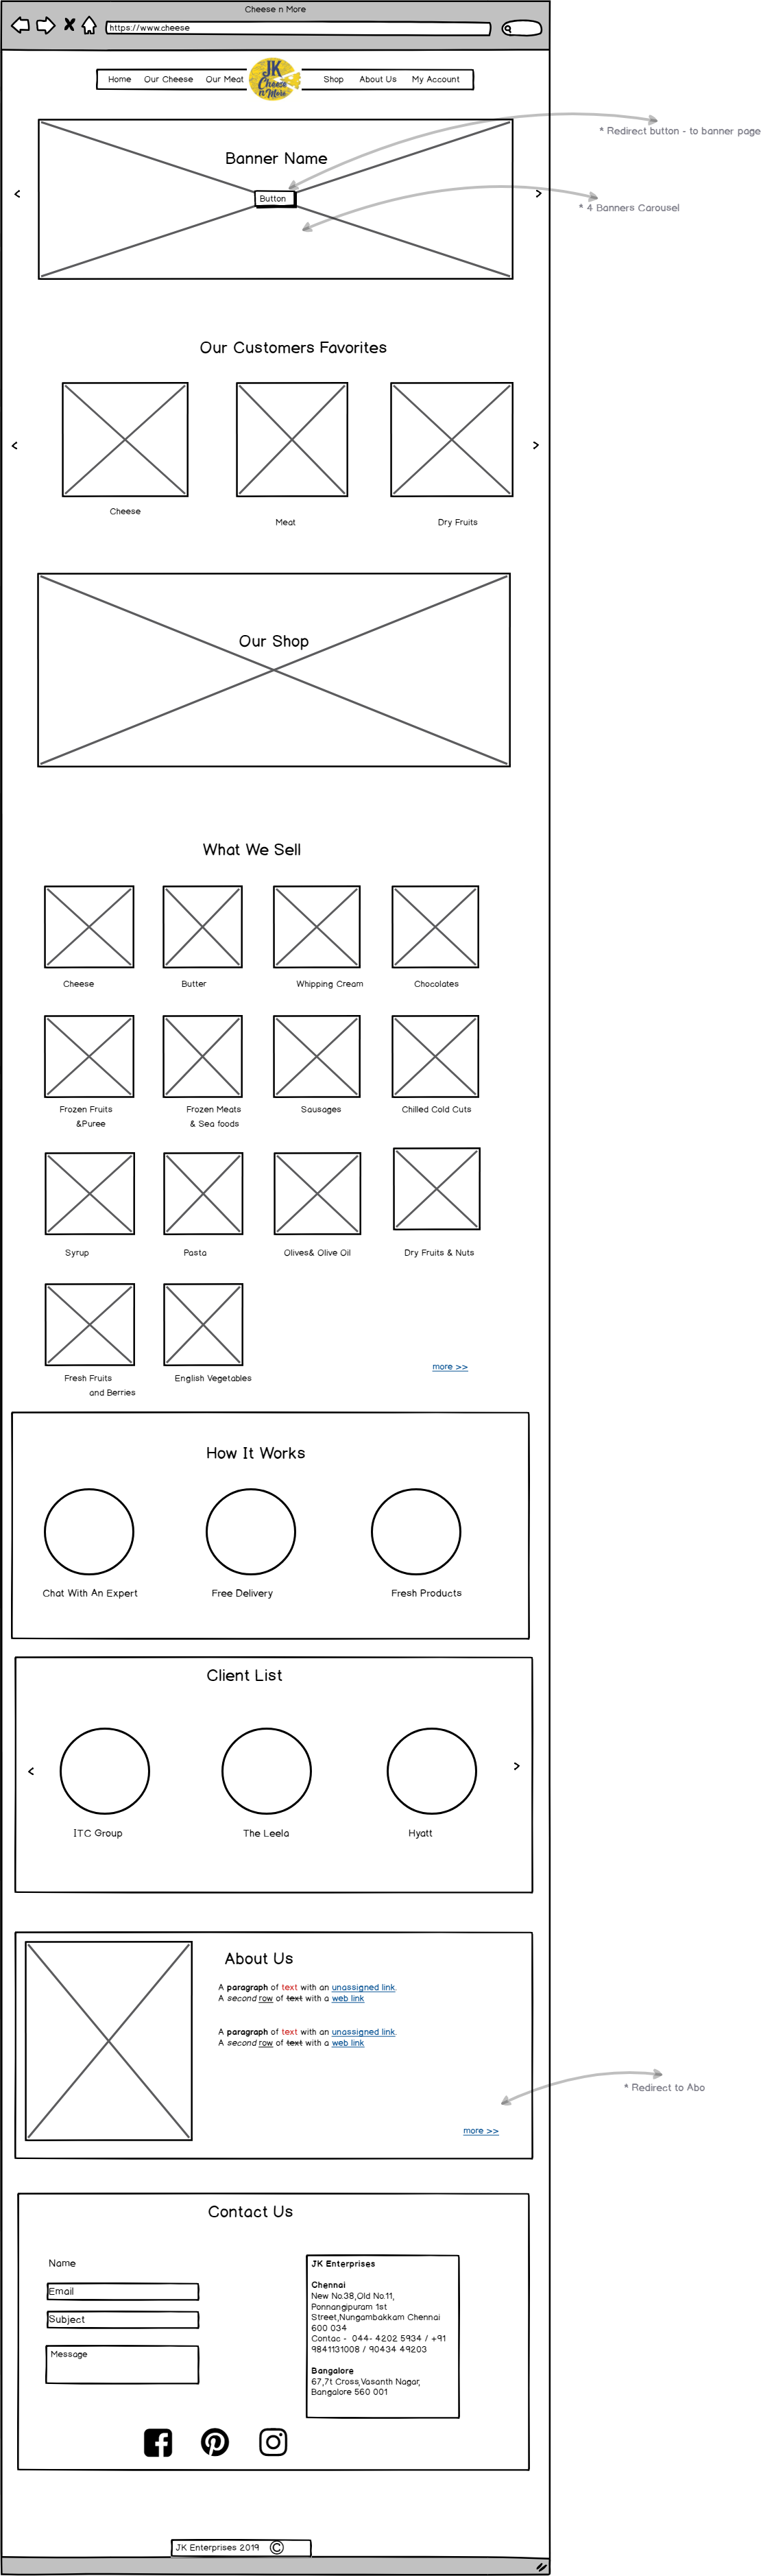 Cheese n More
https://www.cheese
Home Our Cheese Our Meat JK Cheese n More Shop About Us My Account
* Redirect button - to banner page
Banner Name
Button
* 4 Banners Carousel
< >
Our Customers Favorites
< >
Cheese
Meat Dry Fruits
Our Shop
What We Sell
Cheese Butter Whipping Cream Chocolates
Frozen Fruits Frozen Meats Sausages Chilled Cold Cuts
&Puree & Sea foods
Syrup Pasta Olives& Olive Oil Dry Fruits & Nuts
more >>
Fresh Fruits English Vegetables
and Berries
How It Works
Chat With An Expert Free Delivery Fresh Products
Client List
< >
ITC Group The Leela Hyatt
About Us
A paragraph of text with an unassigned link.
A second row of text with a web link
A paragraph of text with an unassigned link.
A second row of text with a web link
* Redirect to Abo
more >>
Contact Us
Name
Email
Subject
Message
JK Enterprises
Chennai
New No.38,Old No.11,
Ponnangipuram 1st
Street,Nungambakkam Chennai
600 034
Contac - 044- 4202 5934 / +91
9841131008 / 90434 49203
Bangalore
67,7t Cross,Vasanth Nagar,
Bangalore 560 001
JK Enterprises 2019 ©